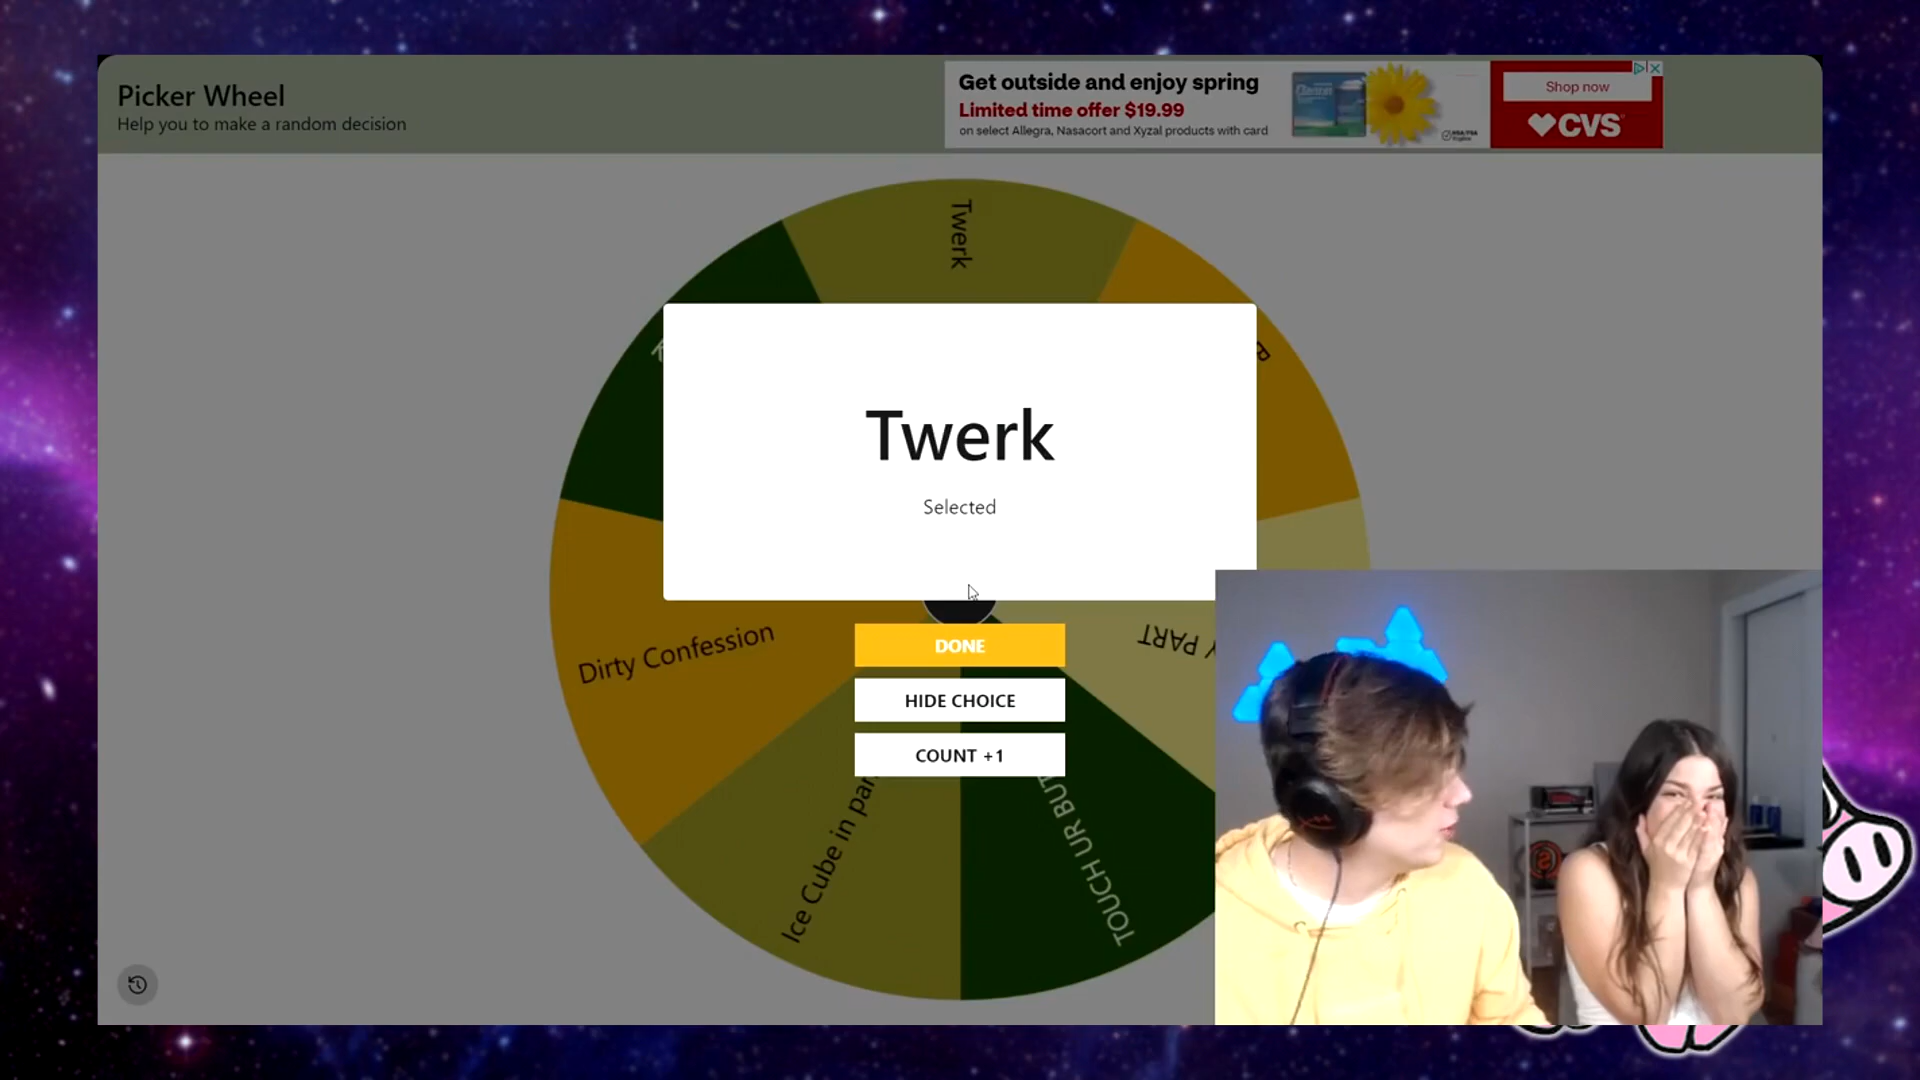 Picker Wheel
Help you to make a random decision
Get outside and enjoy spring
Limited time offer $19.99
on select Allegra, Nasacort and Xyzal products with card
Shop now
CVS
Twerk
Twerk
Selected
DONE
HIDE CHOICE
COUNT +1
Dirty Confession
Ice Cube in
TOUCH UR
PART